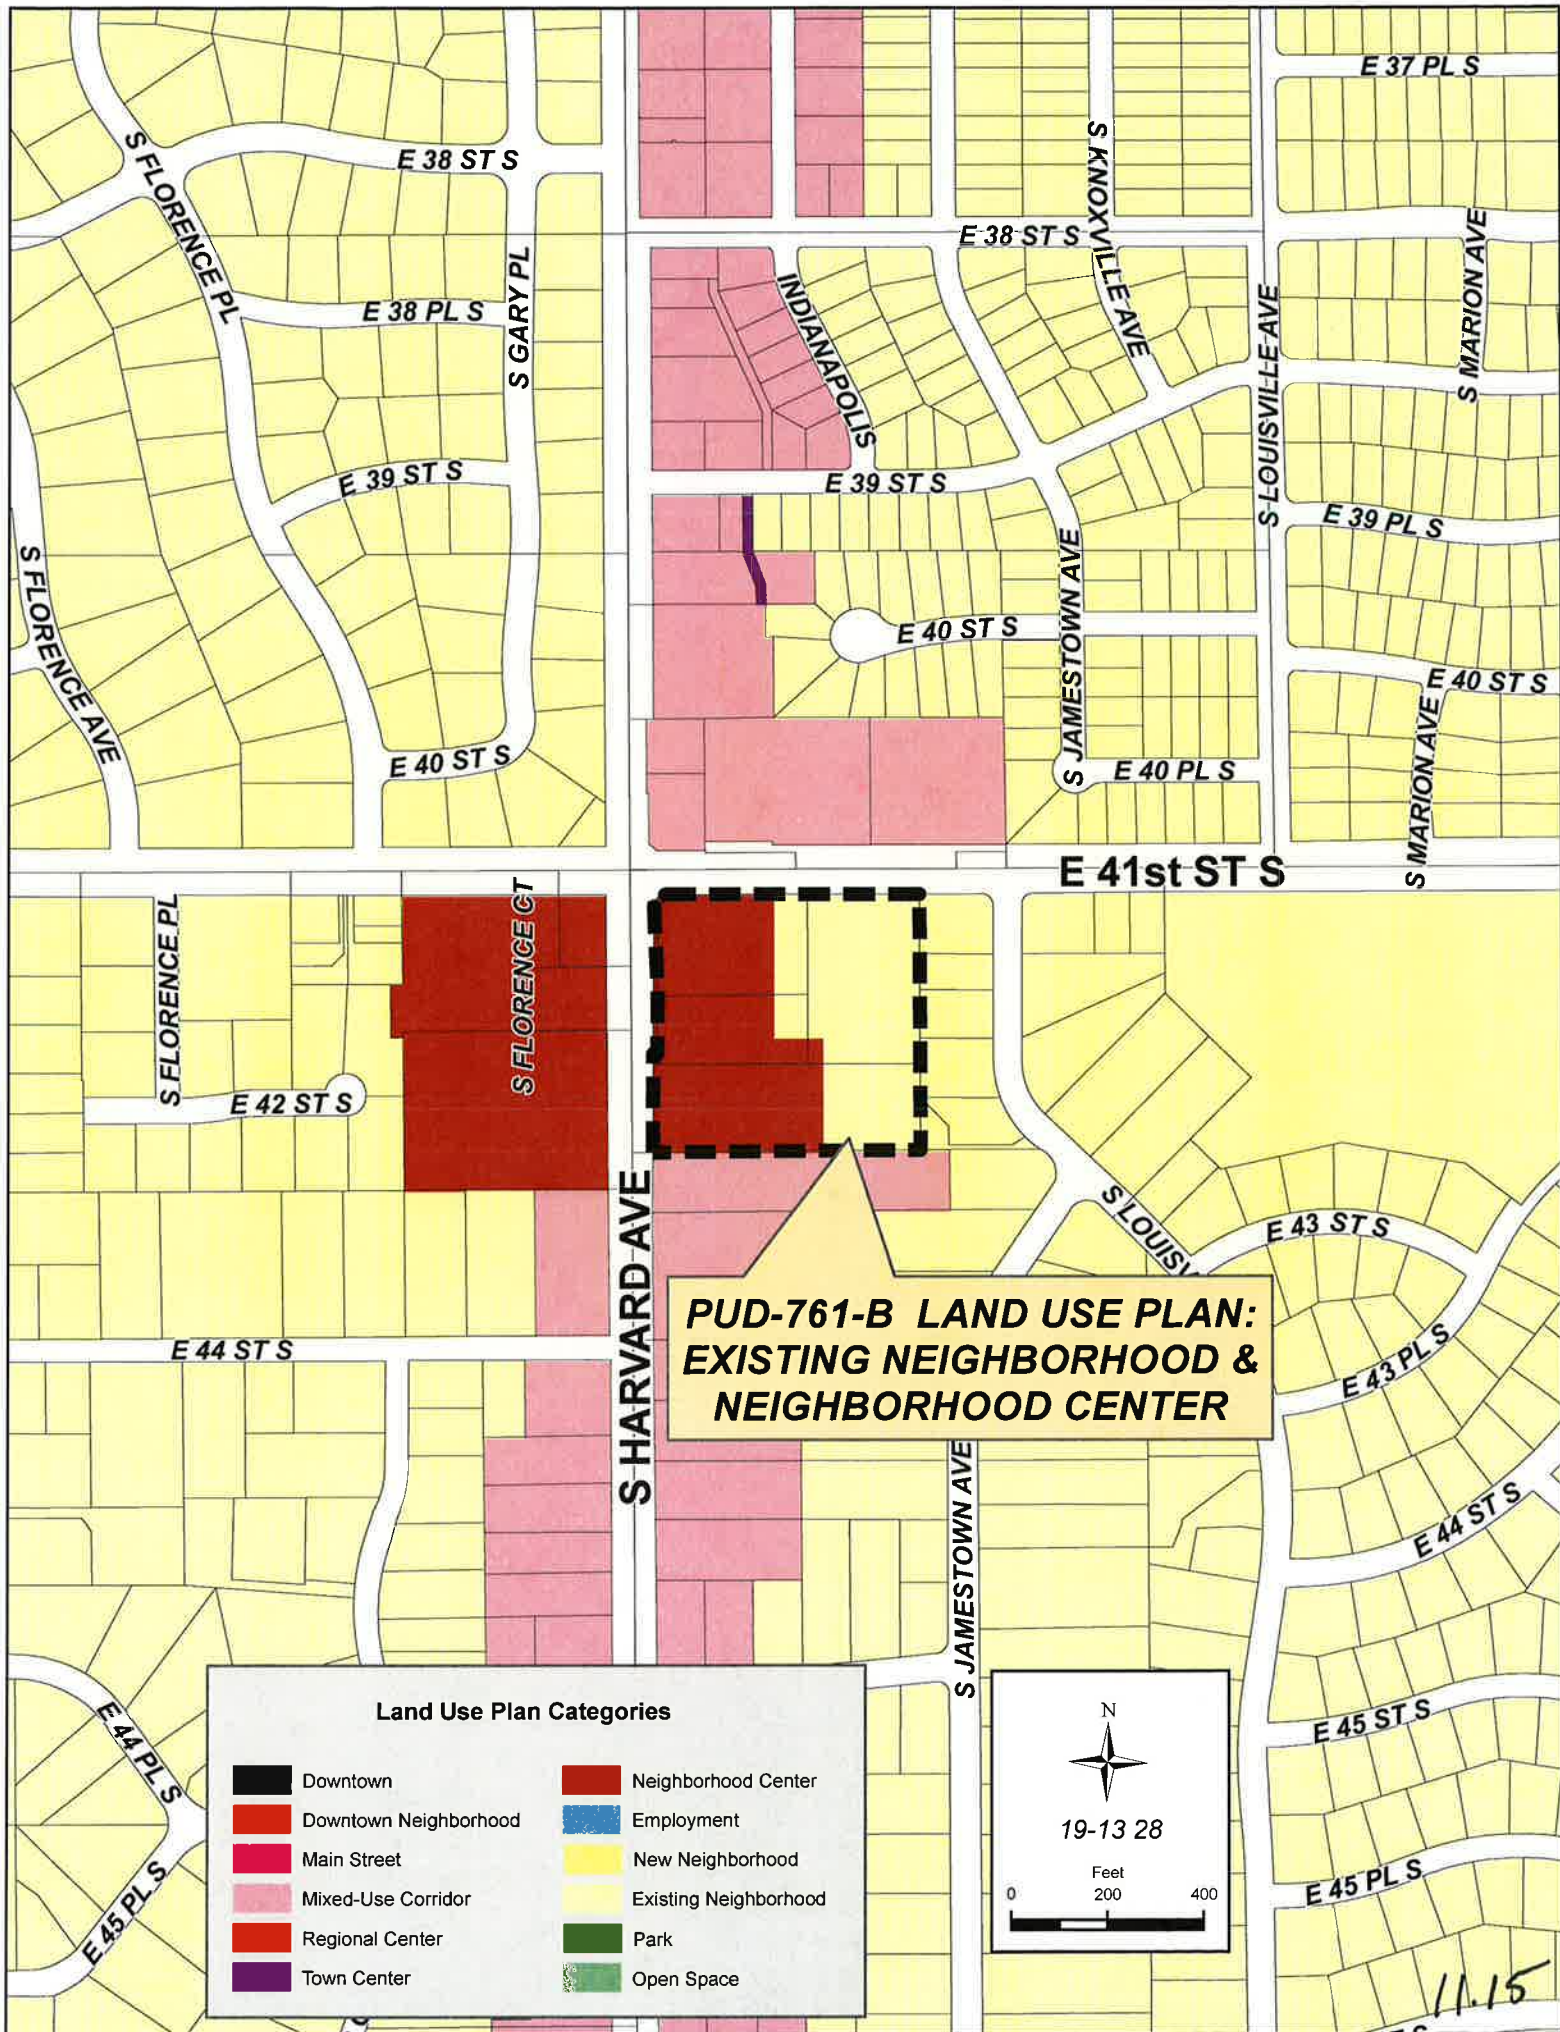 E 37 PL S
E 38 ST S
S FLORENCE PL
S KNOXVILLE AVE
E 38 ST S
S MARION AVE
S GARY PL
E 38 PL S
INDIANAPOLIS
S LOUISVILLE AVE
E 39 ST S
E 39 ST S
E 39 PL S
S FLORENCE AVE
S JAMESTOWN AVE
E 40 ST S
E 40 ST S
S MARION AVE
E 40 ST S
E 40 PL S
E 41st ST S
S FLORENCE PL
S FLORENCE CT
E 42 ST S
S HARVARD AVE
S LOUISV
E 43 ST S
PUD-761-B LAND USE PLAN:
EXISTING NEIGHBORHOOD &
NEIGHBORHOOD CENTER
E 44 ST S
E 43 PL S
S JAMESTOWN AVE
E 44 ST S
E 44 PL S
E 45 PL S
E 45 ST S
E 45 PL S
Land Use Plan Categories
Downtown
Downtown Neighborhood
Main Street
Mixed-Use Corridor
Regional Center
Town Center
Neighborhood Center
Employment
New Neighborhood
Existing Neighborhood
Park
Open Space
N
19-13 28
Feet
0 200 400
11.15